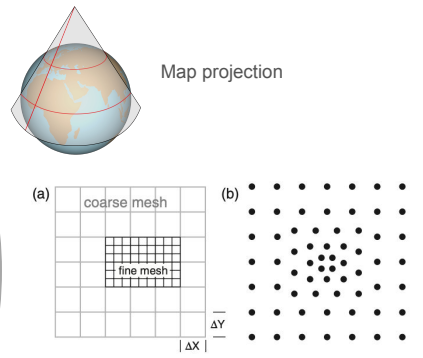 Map projection
(a)
coarse mesh
fine mesh
ΔY
ΔX
(b)